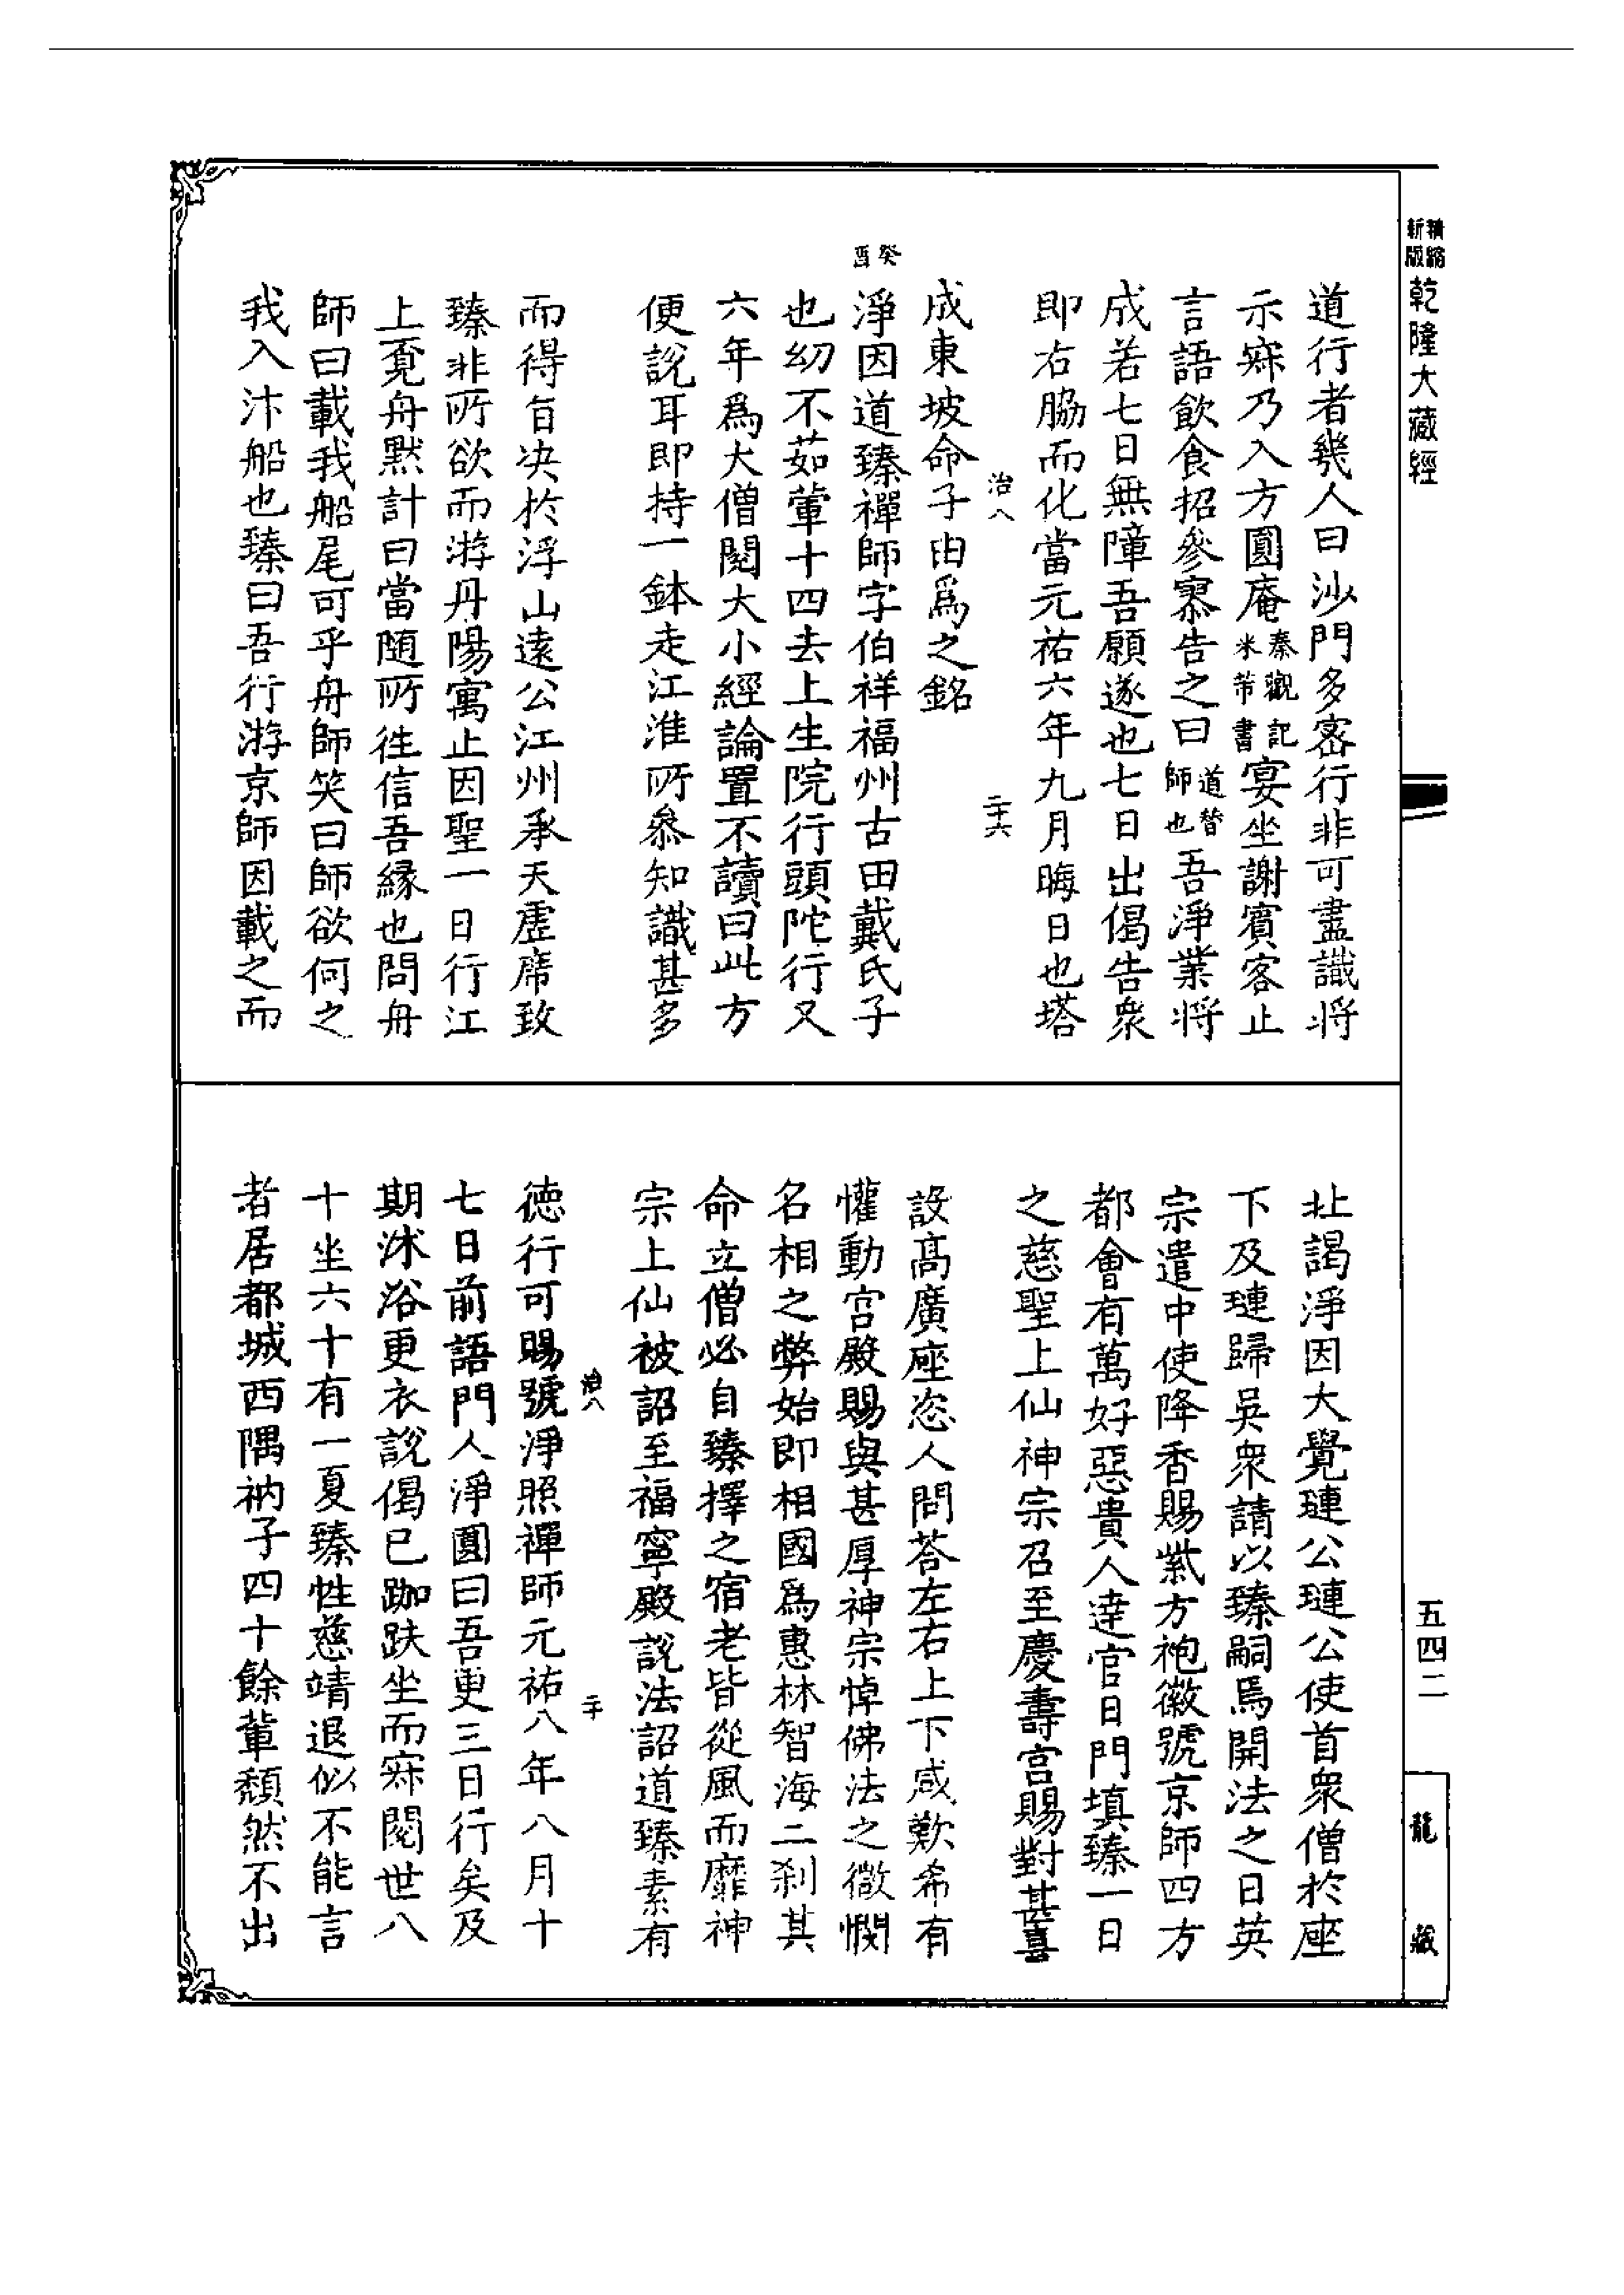 精縮新版乾隆大藏經
道行者幾人曰沙門多密行非可盡識將
示寂乃入方圓庵秦觀記米芾書宴坐謝賓客止
言語飲食招參寥告之曰道替師也吾淨業將
成若七日無障吾願遂也七日出偈告衆
即右脇而化當元祐六年九月晦日也塔
治八
二十六
成東坡命子由爲之銘
癸酉
淨因道臻禪師字伯祥福州古田戴氏子
也幼不茹葷十四去上生院行頭陀行又
六年爲大僧閱大小經論置不讀曰此方
便說耳即持一鉢走江淮所叅知識甚多
而得旨决於浮山遠公江州承天虛席致
臻非所欲而游丹陽寓止因聖一日行江
上覔舟默計曰當隨所徃信吾緣也問舟
師曰載我船尾可乎舟師笑曰師欲何之
我入汴船也臻曰吾行游京師因載之而
北謁淨因大覺璉公璉公使首衆僧於座
下及璉歸吳衆請以臻嗣焉開法之日英
宗遣中使降香賜紫方袍徽號京師四方
都會有萬好惡貴人達官日門填臻一日
之慈聖上仙神宗召至慶壽宮賜對甚喜
設高廣座恣人問荅左右上下咸歎希有
懽動宮殿賜與甚厚神宗悼佛法之微憫
名相之弊始即相國爲惠林智海二刹其
命立僧必自臻擇之宿老皆從風而靡神
宗上仙被詔至福寧殿說法詔道臻素有
治八
德行可賜號淨照禪師元祐八年八月十
七日前語門人淨圓曰吾更三日行矣及
期沐浴更衣說偈已跏趺坐而寂閱世八
十坐六十有一夏臻性慈靖退似不能言
者居都城西隅衲子四十餘輩頹然不出
五四二
龍藏